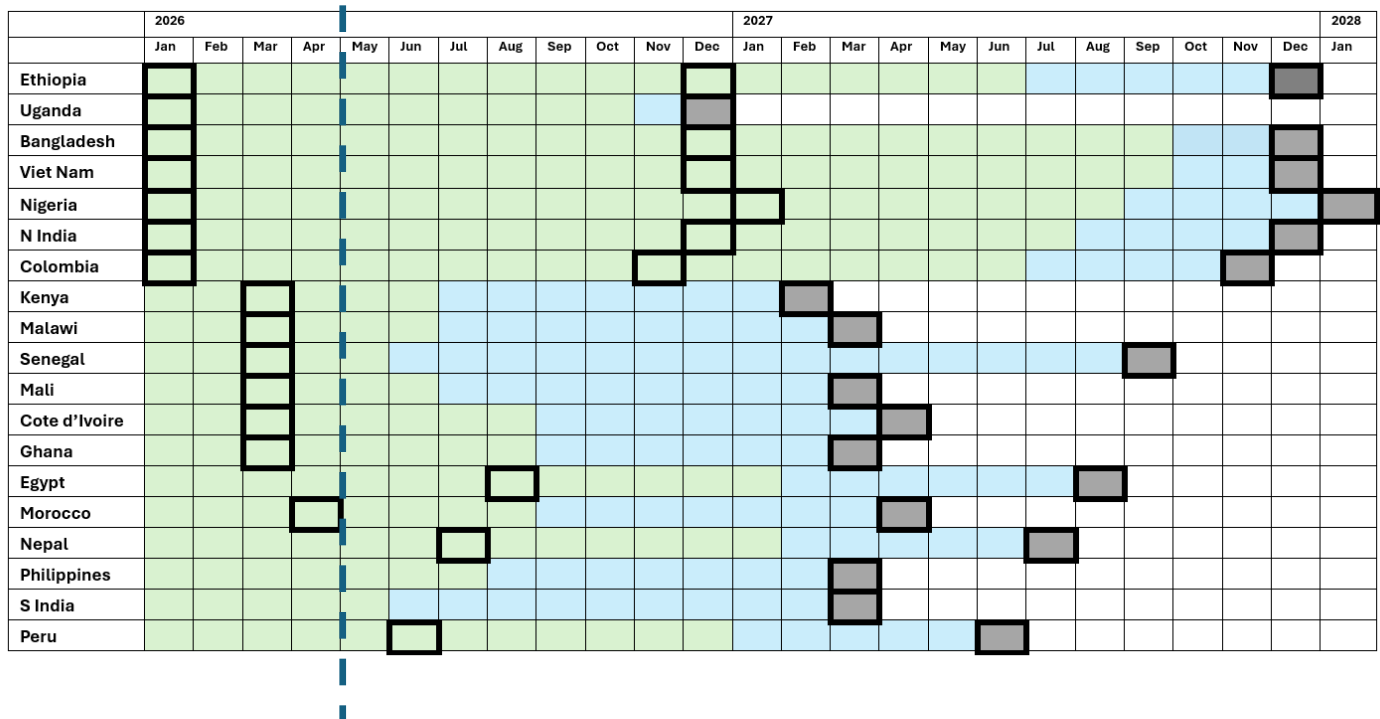 2026 2027 2028
Jan Feb Mar Apr May Jun Jul Aug Sep Oct Nov Dec Jan Feb Mar Apr May Jun Jul Aug Sep Oct Nov Dec Jan
Ethiopia
Uganda
Bangladesh
Viet Nam
Nigeria
N India
Colombia
Kenya
Malawi
Senegal
Mali
Cote d’Ivoire
Ghana
Egypt
Morocco
Nepal
Philippines
S India
Peru